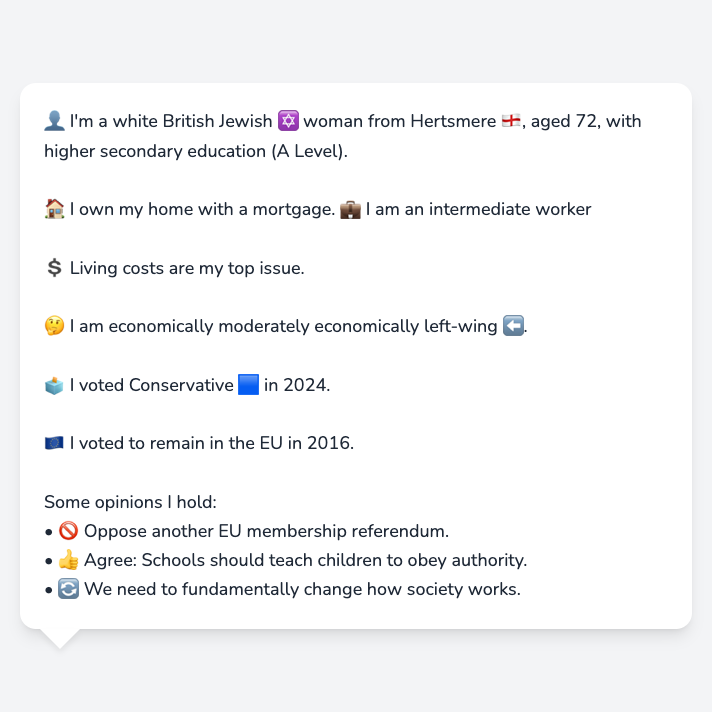 👤 I'm a white British Jewish ✡️ woman from Hertsmere 🏴󠁧󠁢󠁥󠁮󠁧󠁿, aged 72, with
higher secondary education (A Level).
🏠 I own my home with a mortgage. 💼 I am an intermediate worker
💲 Living costs are my top issue.
🤔 I am economically moderately economically left-wing ⬅️.
🗳️ I voted Conservative 🟦 in 2024.
🇪🇺 I voted to remain in the EU in 2016.
Some opinions I hold:
• 🚫 Oppose another EU membership referendum.
• 👍 Agree: Schools should teach children to obey authority.
• 🔄 We need to fundamentally change how society works.